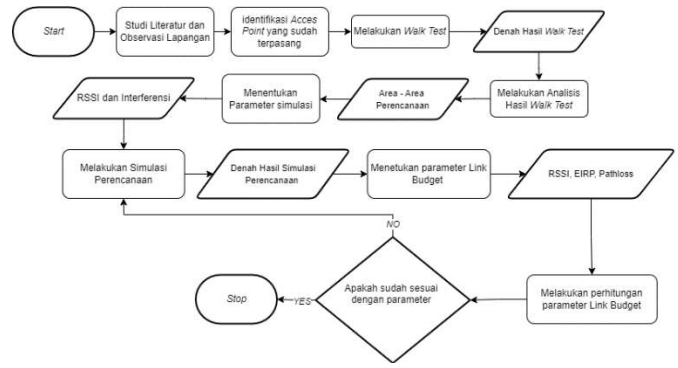 Start
Studi Literatur dan
Observasi Lapangan
identifikasi Acces
Point yang sudah
terpasang
Melakukan Walk Test
Denah Hasil Walk Test
Melakukan Analisis
Hasil Walk Test
Area - Area
Perencanaan
Menentukan
Parameter simulasi
RSSI dan Interferensi
Melakukan Simulasi
Perencanaan
Denah Hasil Simulasi
Perencanaan
Menetukan parameter Link
Budget
RSSI, EIRP, Pathloss
Melakukan perhitungan
parameter Link Budget
Apakah sudah sesuai
dengan parameter
NO
YES
Stop